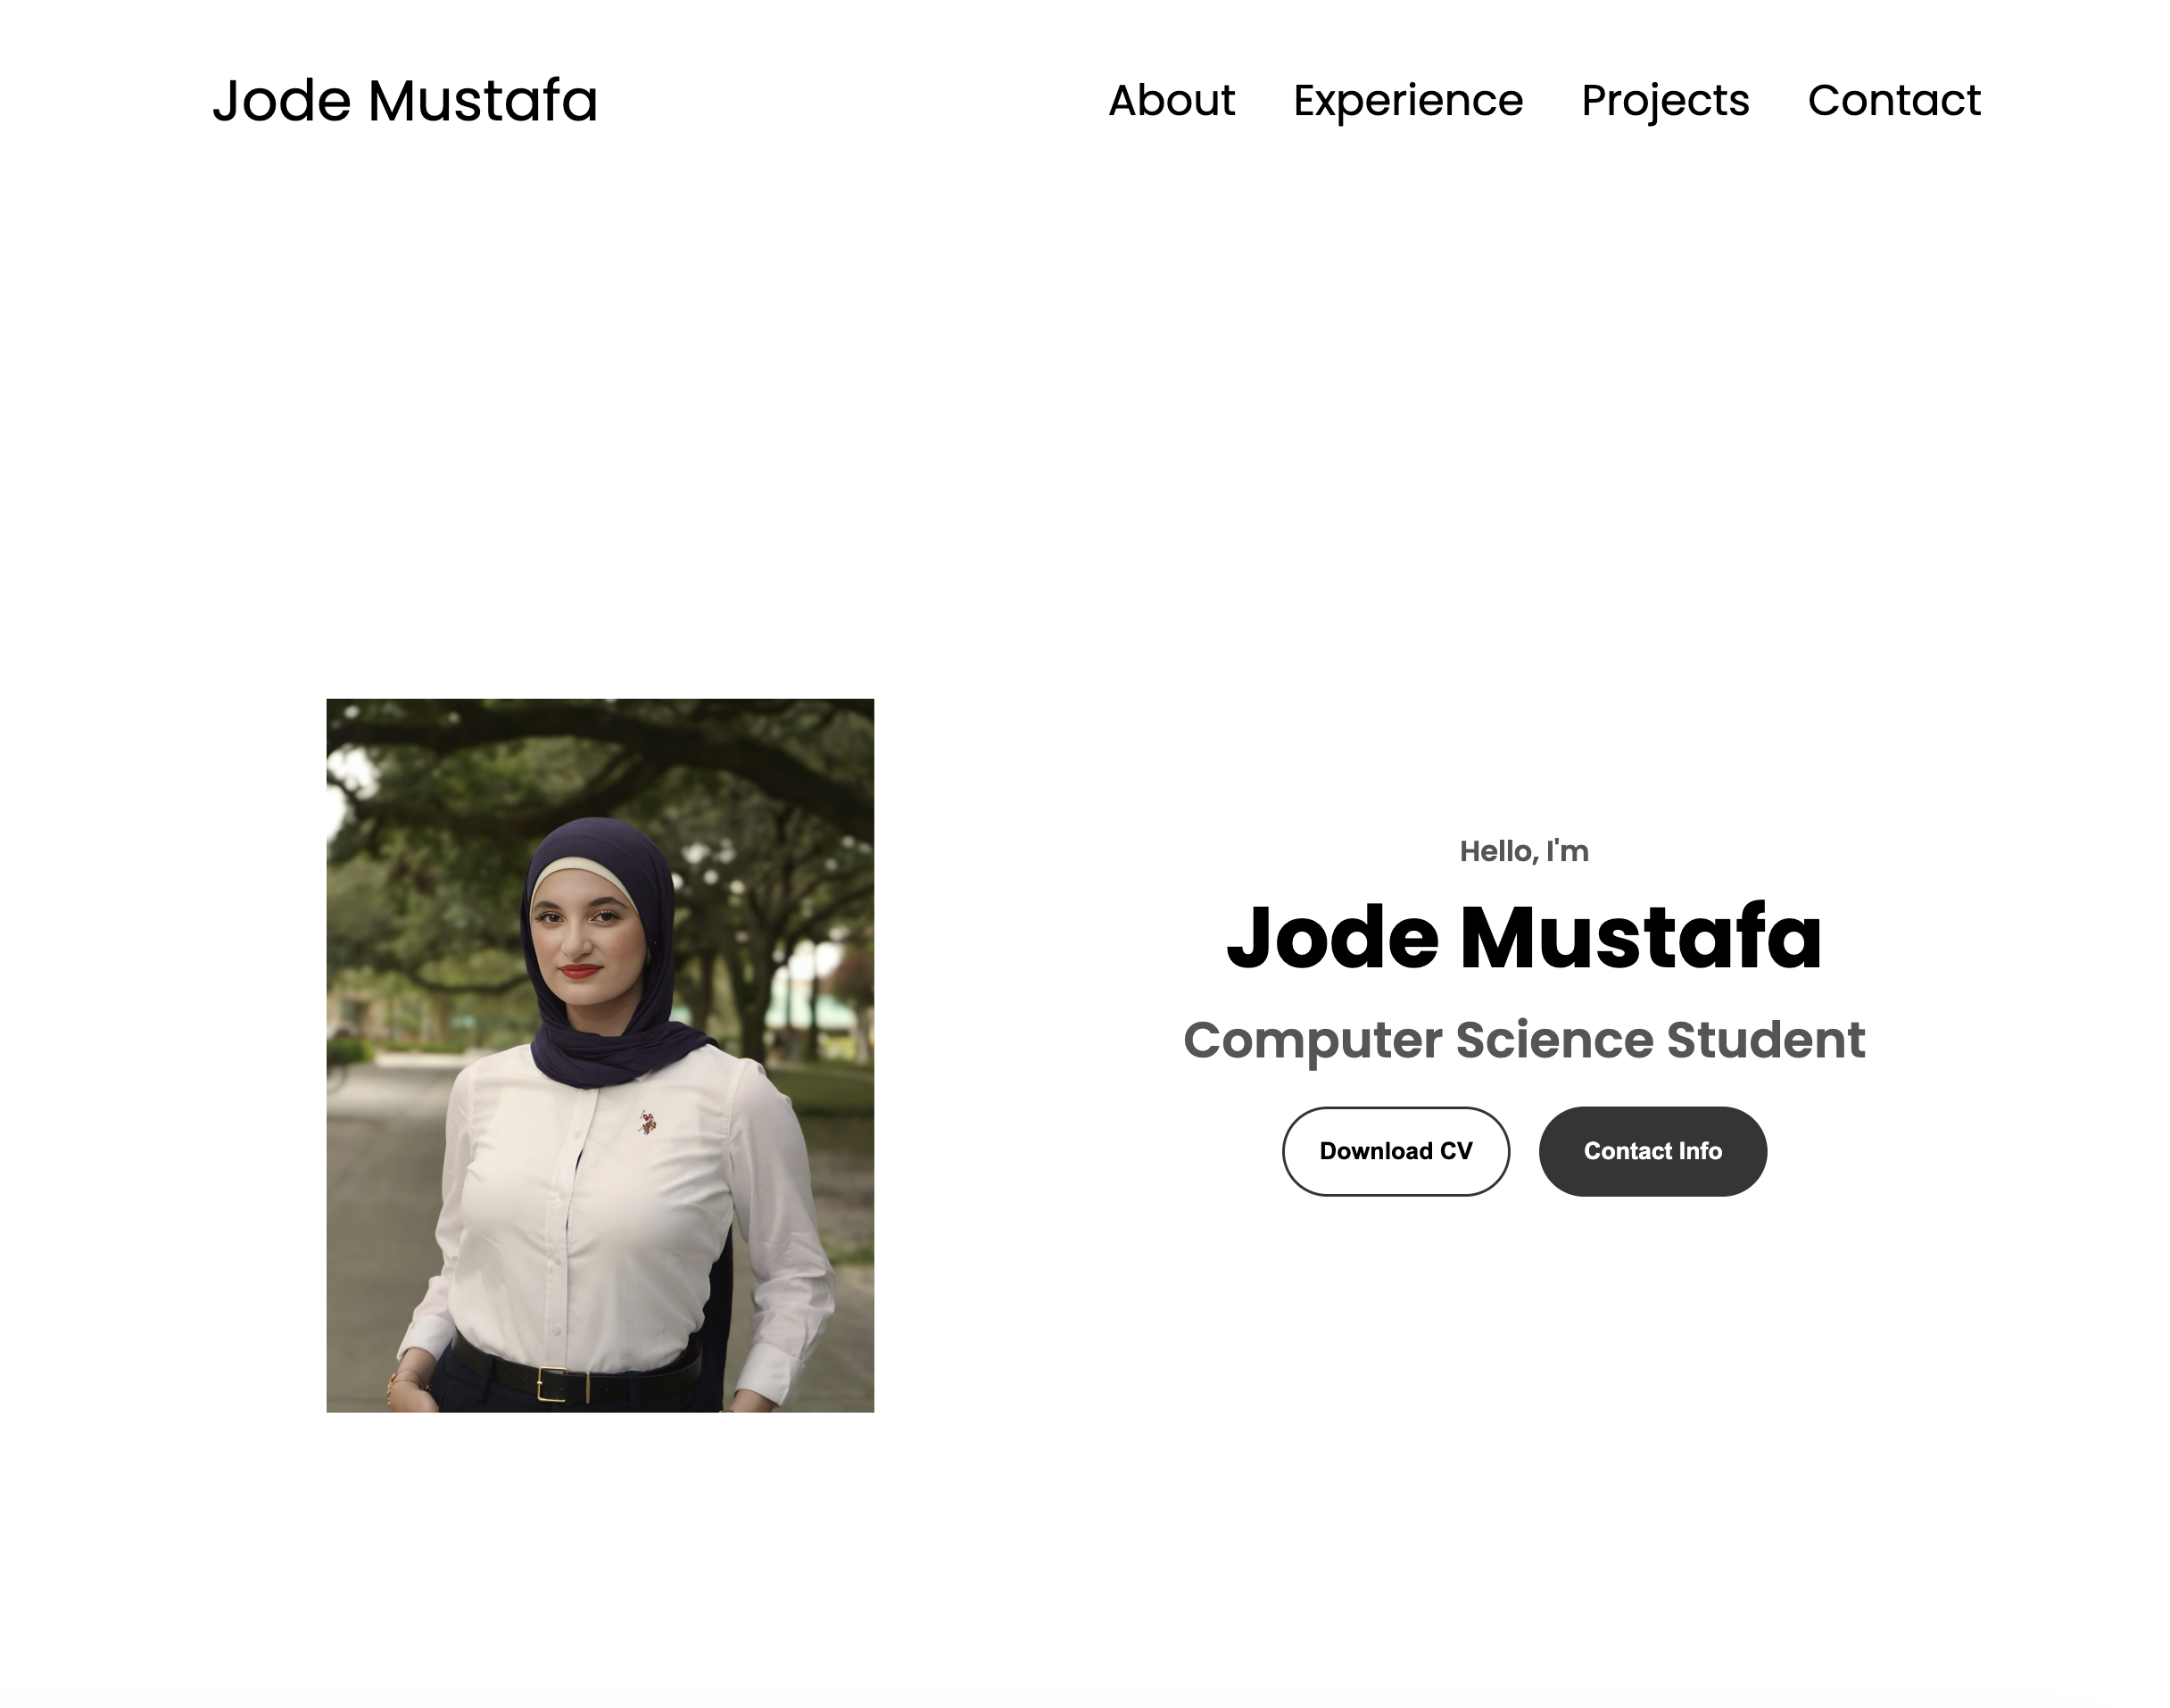 Jode Mustafa
About Experience Projects Contact
Hello, I'm
Jode Mustafa
Computer Science Student
Download CV
Contact Info